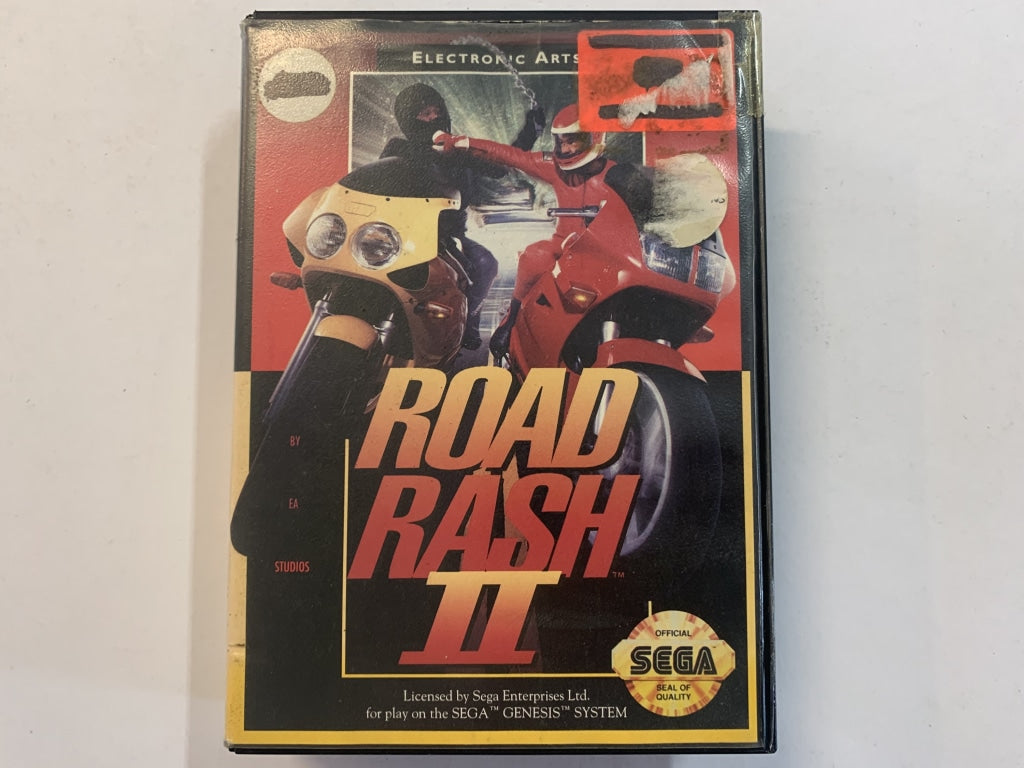 ELECTRONIC ARTS
BY
EA
STUDIOS
ROAD
RASH
™
II
OFFICIAL
SEGA
SEAL OF
QUALITY
Licensed by Sega Enterprises Ltd.
for play on the SEGA™ GENESIS™ SYSTEM